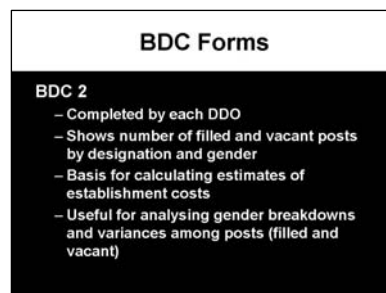 BDC Forms
BDC 2
– Completed by each DDO
– Shows number of filled and vacant posts
by designation and gender
– Basis for calculating estimates of
establishment costs
– Useful for analysing gender breakdowns
and variances among posts (filled and
vacant)